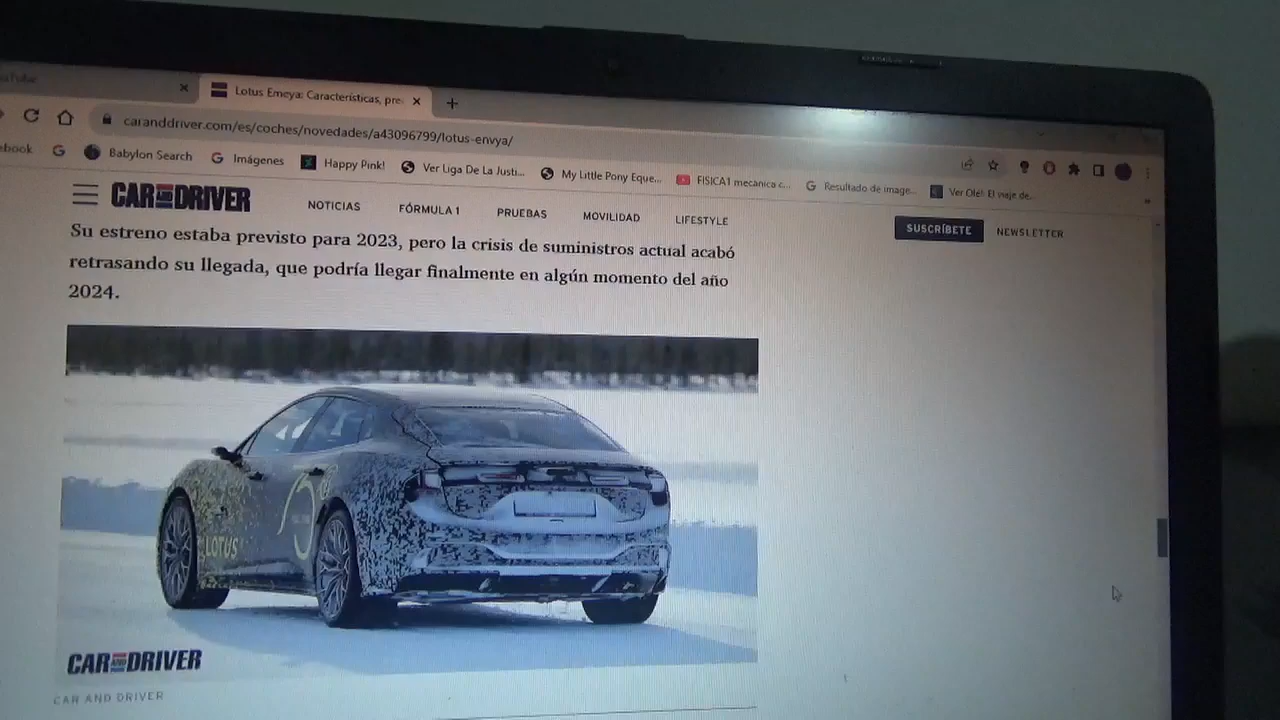 Lotus Emeya: Características, pre
caranddriver.com/es/coches/novedades/a43096799/lotus-envya/
ebook
Babylon Search
Imágenes
Happy Pink!
Ver Liga De La Justi...
My Little Pony Eque...
FISICA1 mecánica c...
Resultado de image...
Ver Olé! El viaje de...
CAR AND DRIVER
NOTICIAS
FÓRMULA 1
PRUEBAS
MOVILIDAD
LIFESTYLE
SUSCRÍBETE
NEWSLETTER
Su estreno estaba previsto para 2023, pero la crisis de suministros actual acabó
retrasando su llegada, que podría llegar finalmente en algún momento del año
2024.
LOTUS
CAR AND DRIVER
CAR AND DRIVER